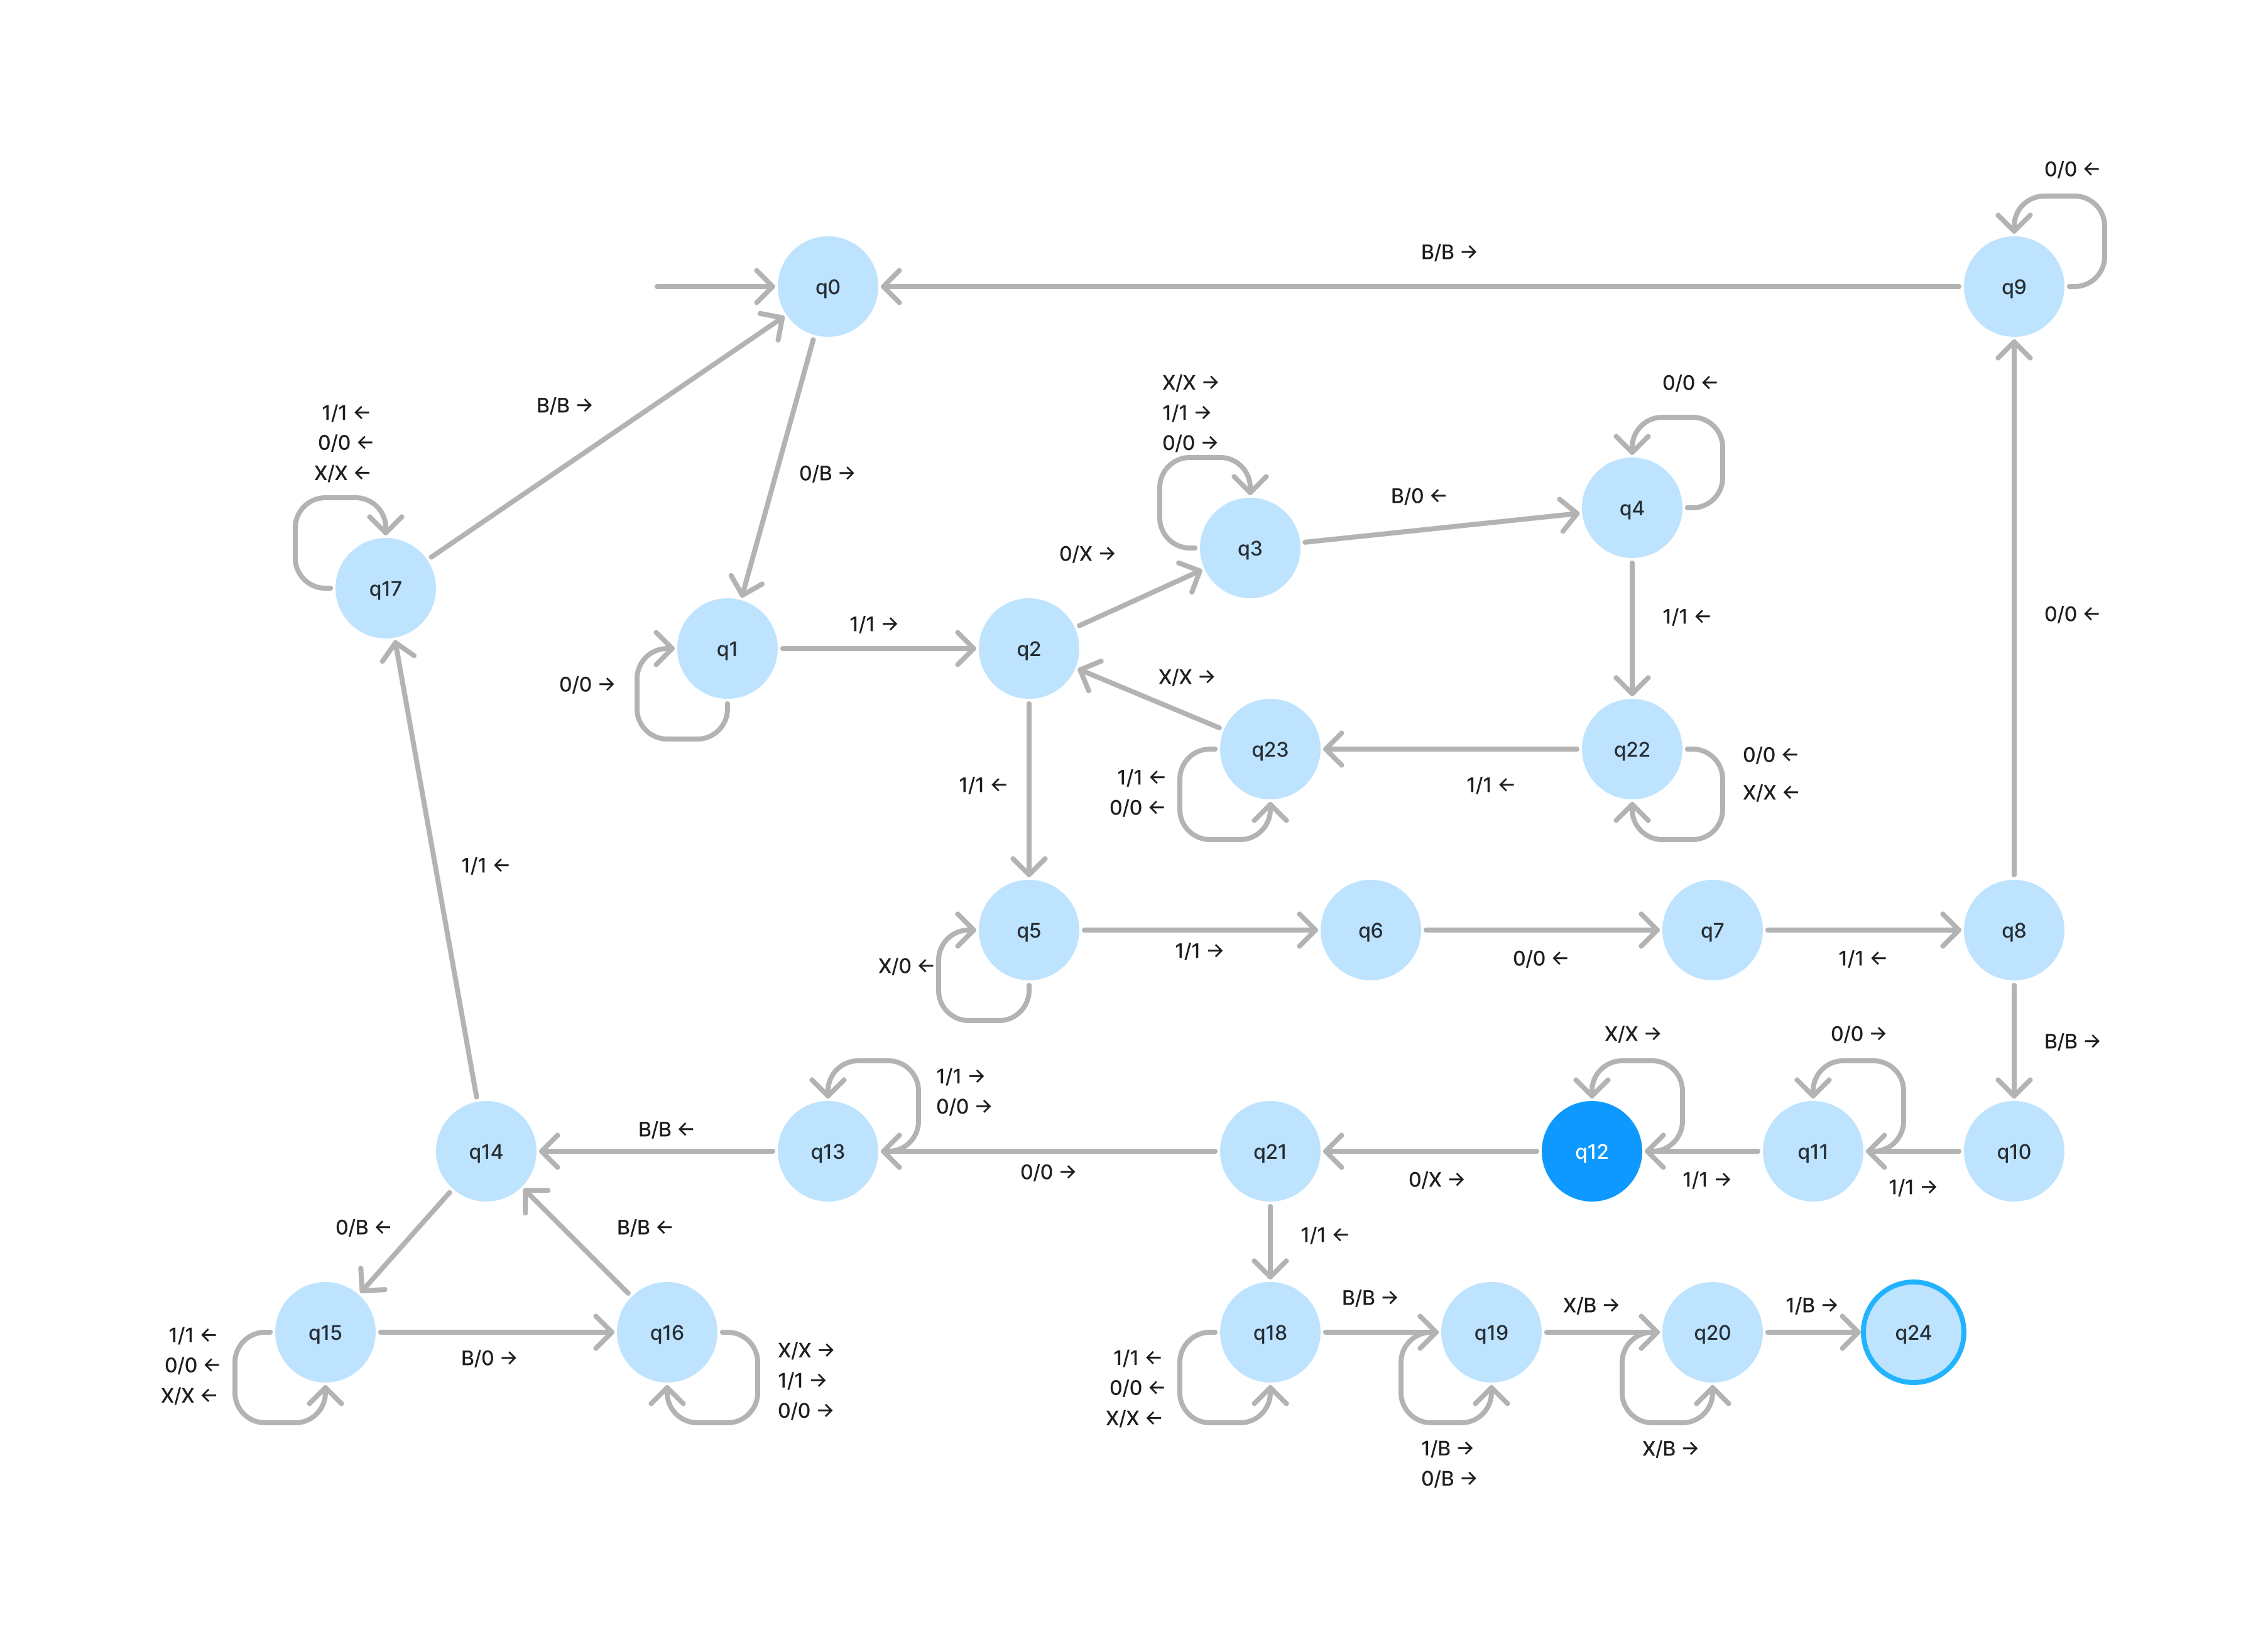 0/0 ←
B/B →
q0
q9
X/X →
1/1 →
0/0 →
0/0 ←
1/1 ←
0/0 ←
X/X ←
B/B →
0/B →
B/0 ←
q4
q3
0/X →
q17
1/1 →
1/1 ←
0/0 ←
q1
q2
X/X →
0/0 →
q23
q22
0/0 ←
X/X ←
1/1 ←
0/0 ←
1/1 ←
1/1 ←
1/1 ←
q5
q6
q7
q8
X/0 ←
1/1 →
0/0 ←
1/1 ←
X/X →
0/0 →
B/B →
1/1 →
0/0 →
B/B ←
q14
q13
q21
q12
q11
q10
0/0 →
0/X →
1/1 →
1/1 →
0/B ←
B/B ←
1/1 ←
B/B →
X/B →
1/B →
1/1 ←
0/0 ←
X/X ←
q15
B/0 →
q16
X/X →
1/1 →
0/0 →
1/1 ←
0/0 ←
X/X ←
q18
q19
q20
q24
1/B →
0/B →
X/B →